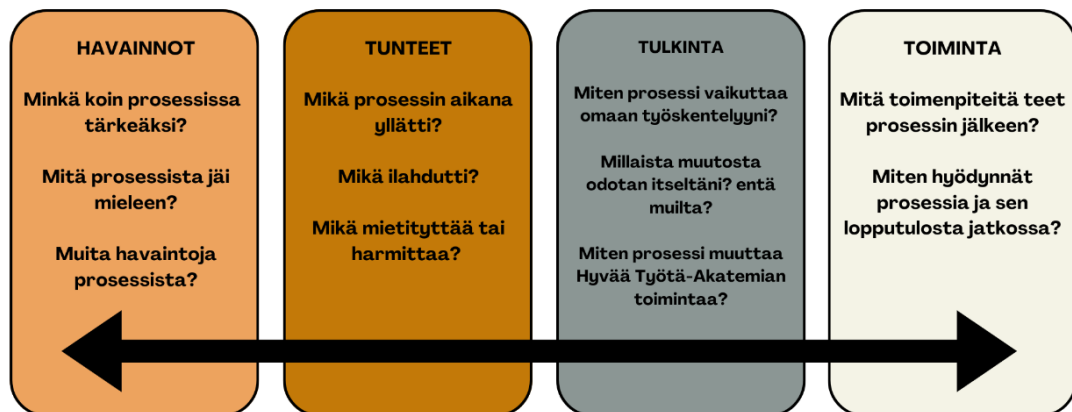 HAVAINNOT
Minkä koin prosessissa
tärkeäksi?
Mitä prosessista jäi
mieleen?
Muita havaintoja
prosessista?
TUNTEET
Mikä prosessin aikana
yllätti?
Mikä ilahdutti?
Mikä mietityttää tai
harmittaa?
TULKINTA
Miten prosessi vaikuttaa
omaan työskentelyyni?
Millaista muutosta
odotan itseltäni? entä
muilta?
Miten prosessi muuttaa
Hyvää Työtä-Akatemian
toimintaa?
TOIMINTA
Mitä toimenpiteitä teet
prosessin jälkeen?
Miten hyödynnät
prosessia ja sen
lopputulosta jatkossa?